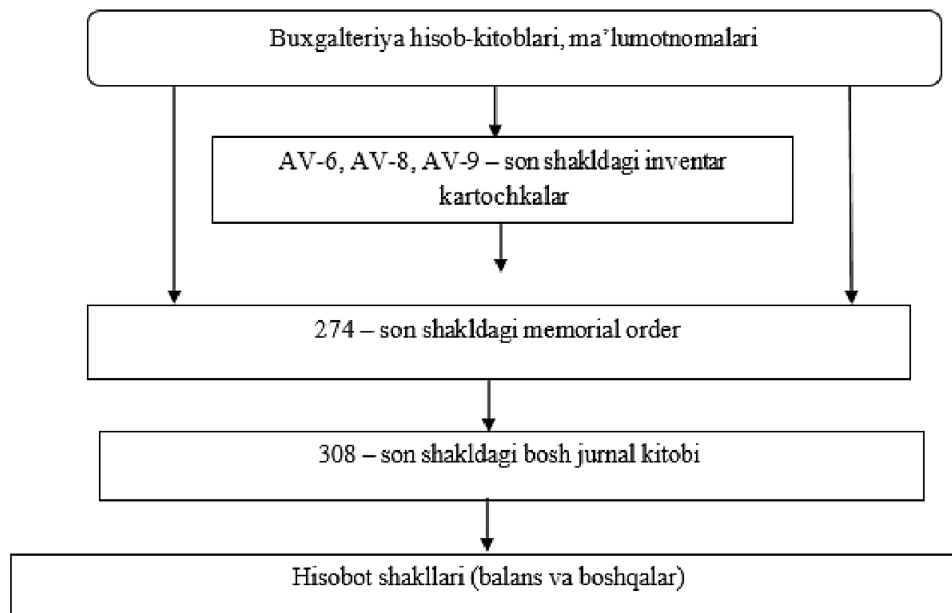 Buxgalteriya hisob-kitoblari, ma’lumotnomalari
AV-6, AV-8, AV-9 – son shakldagi inventar
kartochkalar
274 – son shakldagi memorial order
308 – son shakldagi bosh jurnal kitobi
Hisobot shakllari (balans va boshqalar)